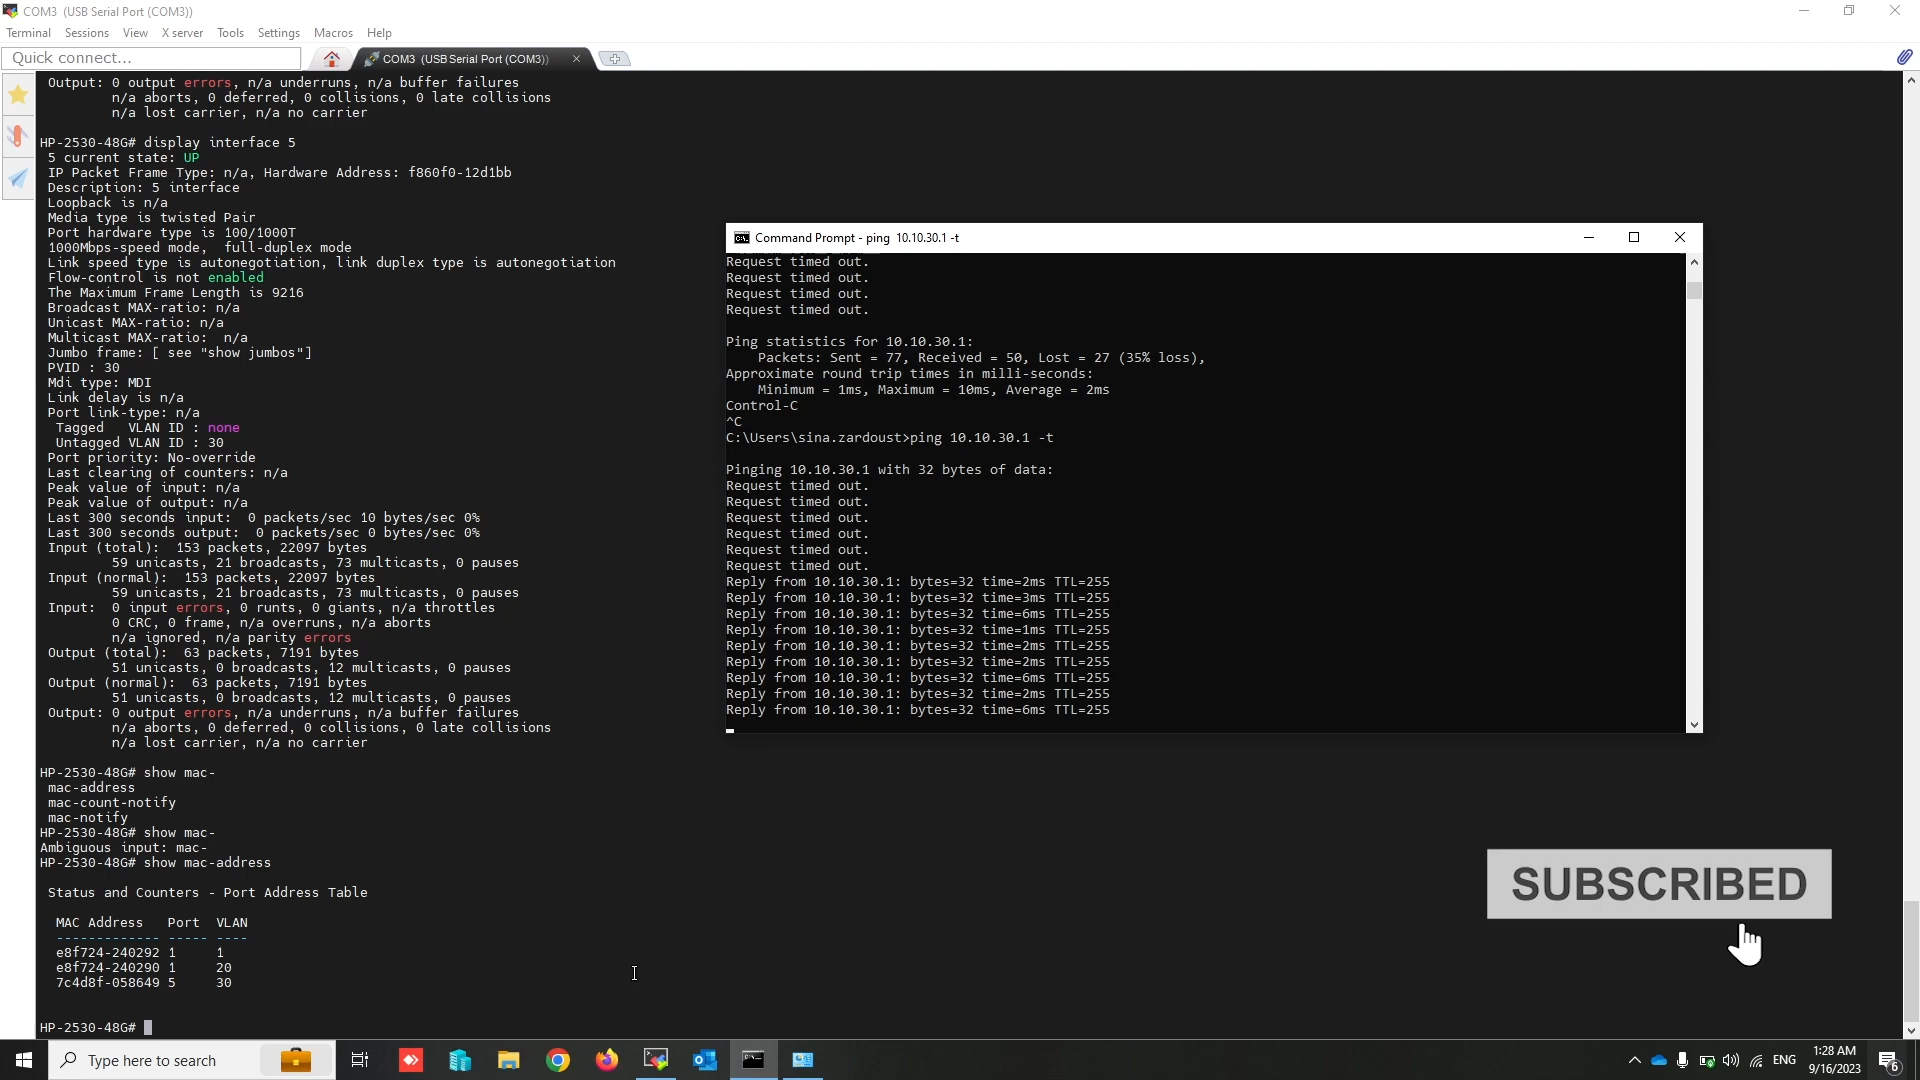 COM3  (USB Serial Port (COM3))
Terminal Sessions View X server Tools Settings Macros Help
Quick connect...
COM3  (USB Serial Port (COM3))
Output: 0 output errors, n/a underruns, n/a buffer failures
n/a aborts, 0 deferred, 0 collisions, 0 late collisions
n/a lost carrier, n/a no carrier
HP-2530-48G# display interface 5
5 current state: UP
IP Packet Frame Type: n/a, Hardware Address: f860f0-12d1bb
Description: 5 interface
Loopback is n/a
Media type is twisted Pair
Port hardware type is 100/1000T
1000Mbps-speed mode,  full-duplex mode
Link speed type is autonegotiation, link duplex type is autonegotiation
Flow-control is not enabled
The Maximum Frame Length is 9216
Broadcast MAX-ratio: n/a
Unicast MAX-ratio: n/a
Multicast MAX-ratio:  n/a
Jumbo frame: [ see "show jumbos"]
PVID : 30
Mdi type: MDI
Link delay is n/a
Port link-type: n/a
Tagged   VLAN ID : none
Untagged VLAN ID : 30
Port priority: No-override
Last clearing of counters: n/a
Peak value of input: n/a
Peak value of output: n/a
Last 300 seconds input:  0 packets/sec 10 bytes/sec 0%
Last 300 seconds output:  0 packets/sec 0 bytes/sec 0%
Input (total):  153 packets, 22097 bytes
59 unicasts, 21 broadcasts, 73 multicasts, 0 pauses
Input (normal):  153 packets, 22097 bytes
59 unicasts, 21 broadcasts, 73 multicasts, 0 pauses
Input:  0 input errors, 0 runts, 0 giants, n/a throttles
0 CRC, 0 frame, n/a overruns, n/a aborts
n/a ignored, n/a parity errors
Output (total):  63 packets, 7191 bytes
51 unicasts, 0 broadcasts, 12 multicasts, 0 pauses
Output (normal):  63 packets, 7191 bytes
51 unicasts, 0 broadcasts, 12 multicasts, 0 pauses
Output: 0 output errors, n/a underruns, n/a buffer failures
n/a aborts, 0 deferred, 0 collisions, 0 late collisions
n/a lost carrier, n/a no carrier
HP-2530-48G# show mac-
mac-address
mac-count-notify
mac-notify
HP-2530-48G# show mac-
Ambiguous input: mac-
HP-2530-48G# show mac-address
Status and Counters - Port Address Table
MAC Address   Port  VLAN
------------- ----- ----
e8f724-240292 1     1
e8f724-240290 1     20
7c4d8f-058649 5     30
HP-2530-48G#
Command Prompt - ping  10.10.30.1 -t
Request timed out.
Request timed out.
Request timed out.
Request timed out.
Ping statistics for 10.10.30.1:
Packets: Sent = 77, Received = 50, Lost = 27 (35% loss),
Approximate round trip times in milli-seconds:
Minimum = 1ms, Maximum = 10ms, Average = 2ms
Control-C
^C
C:\Users\sina.zardoust>ping 10.10.30.1 -t
Pinging 10.10.30.1 with 32 bytes of data:
Request timed out.
Request timed out.
Request timed out.
Request timed out.
Request timed out.
Request timed out.
Reply from 10.10.30.1: bytes=32 time=2ms TTL=255
Reply from 10.10.30.1: bytes=32 time=3ms TTL=255
Reply from 10.10.30.1: bytes=32 time=6ms TTL=255
Reply from 10.10.30.1: bytes=32 time=1ms TTL=255
Reply from 10.10.30.1: bytes=32 time=2ms TTL=255
Reply from 10.10.30.1: bytes=32 time=2ms TTL=255
Reply from 10.10.30.1: bytes=32 time=6ms TTL=255
Reply from 10.10.30.1: bytes=32 time=2ms TTL=255
Reply from 10.10.30.1: bytes=32 time=6ms TTL=255
SUBSCRIBED
Type here to search
ENG
1:28 AM
9/16/2023
6